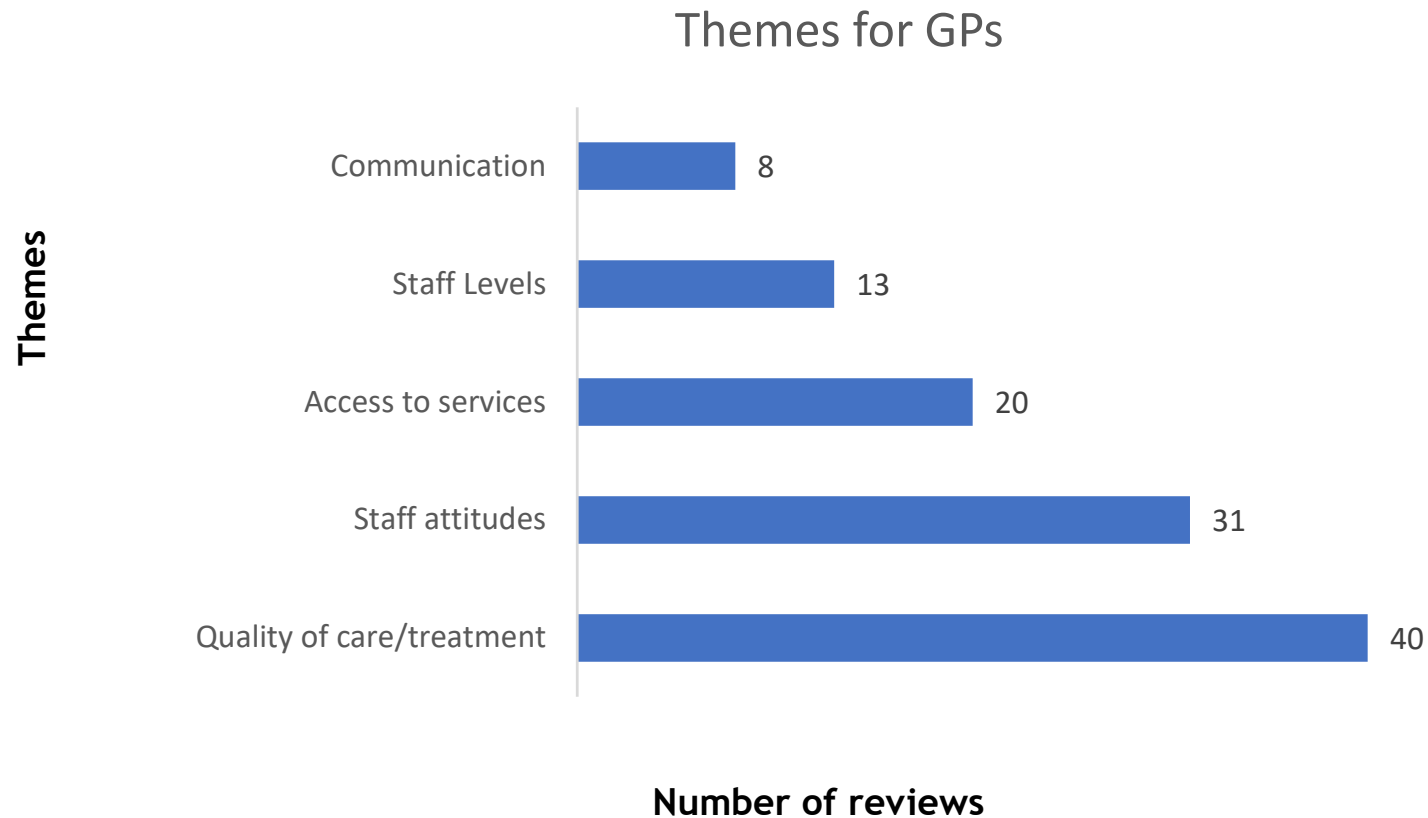 Themes for GPs
Themes
Communication 8
Staff Levels 13
Access to services 20
Staff attitudes 31
Quality of care/treatment 40
Number of reviews